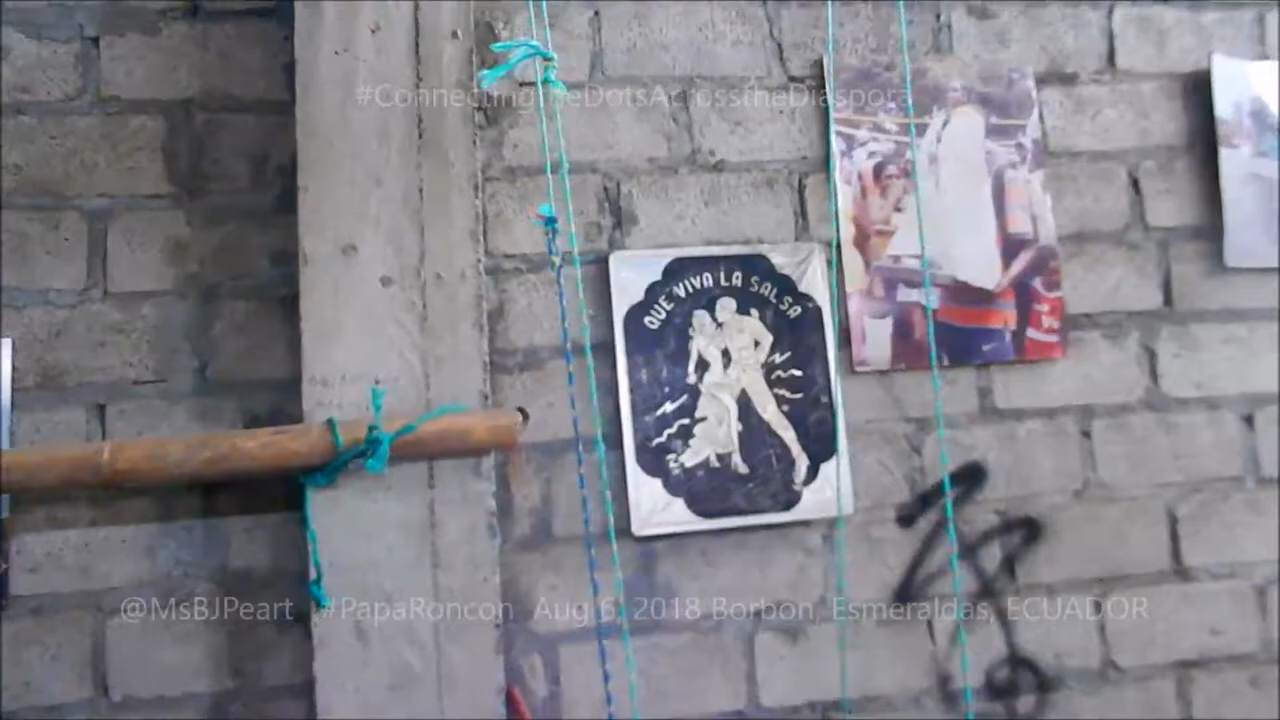 #ConnectingTheDotsAcrosstheDiaspora
QUE VIVA LA SALSA
@MsBJPeart #PapaRoncon Aug 6, 2018 Borbon, Esmeraldas, ECUADOR